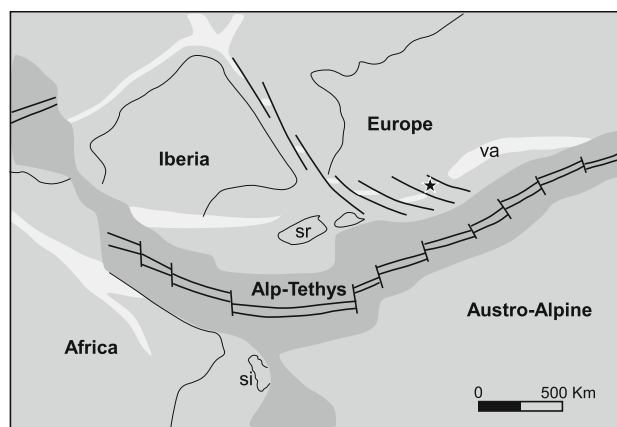 Europe
Iberia
va
sr
Alp-Tethys
Austro-Alpine
Africa
si
0 500 Km